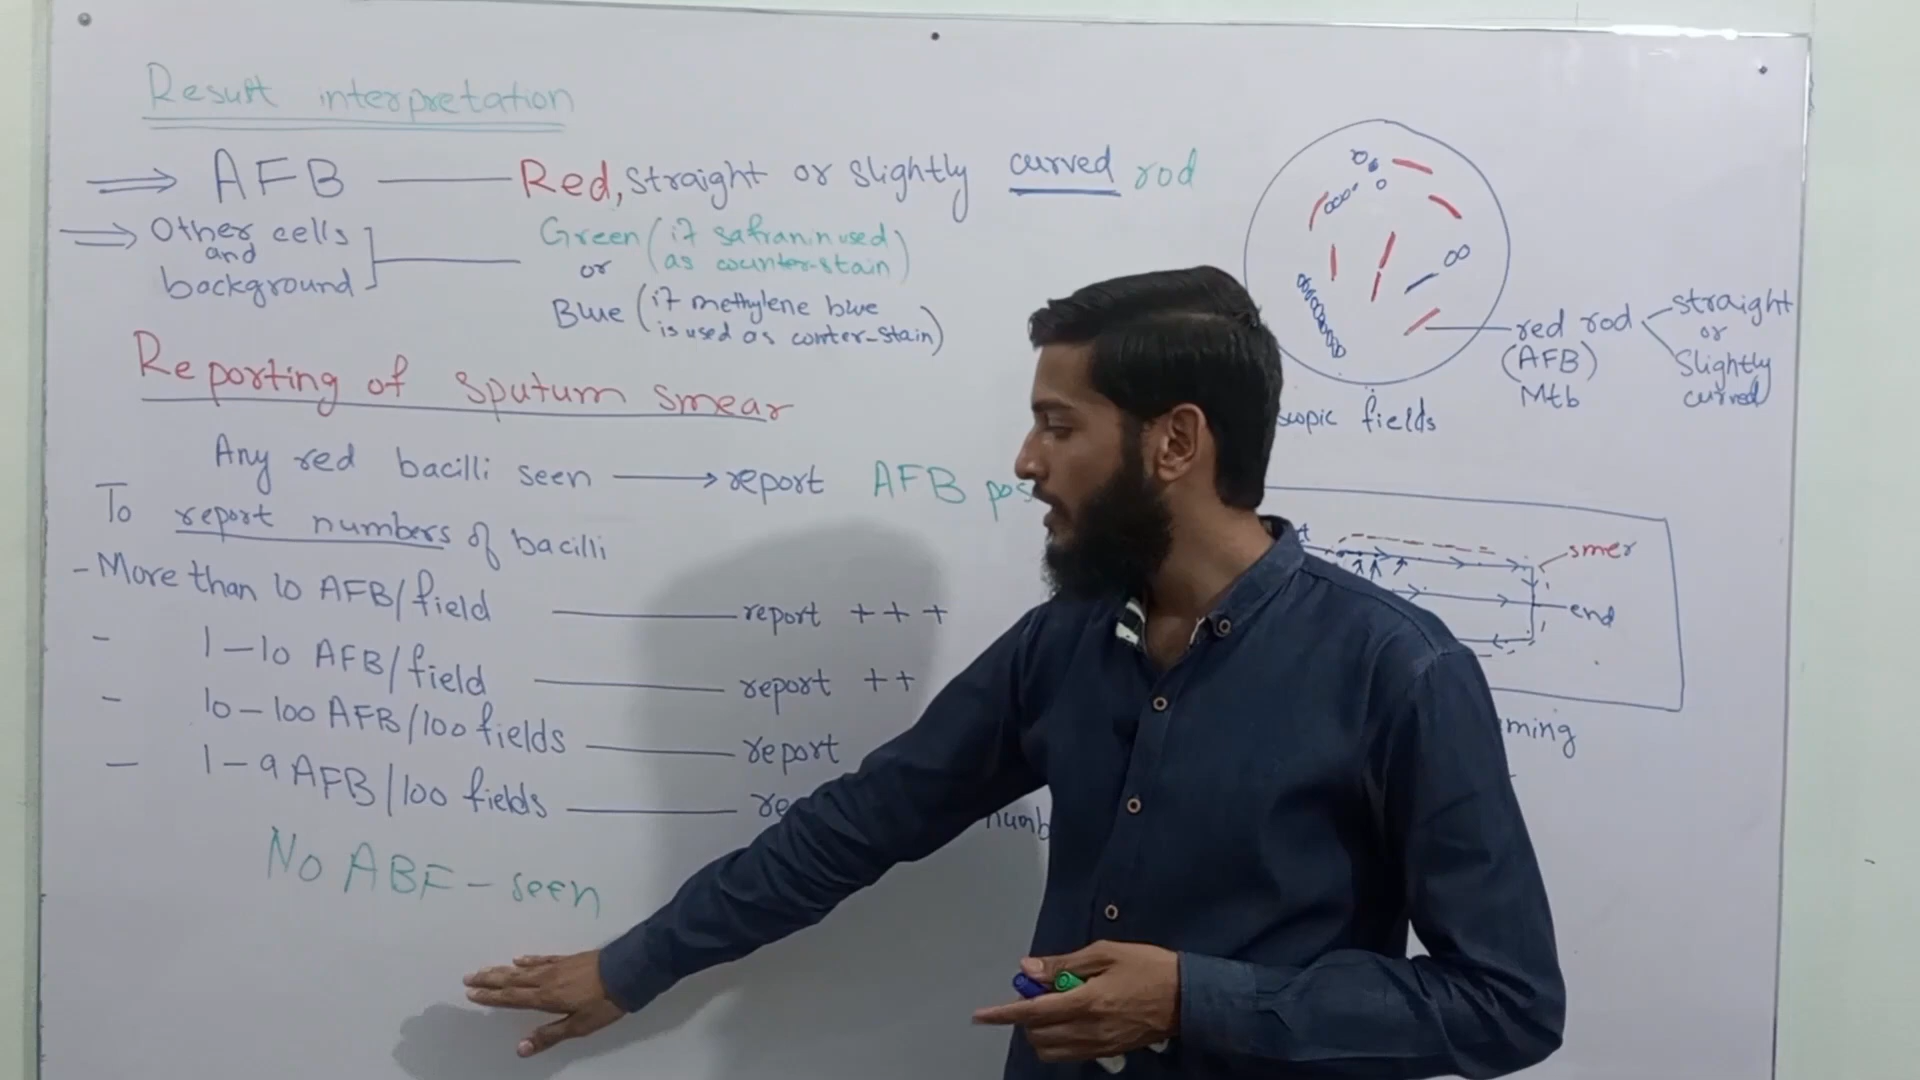 Result interpretation
AFB — Red, straight or slightly curved rod
Other cells
and
background
Green (if safranin used
as counter-stain)
or
Blue (if methylene blue
is used as conter-stain)
Reporting of sputum smear
Any red bacilli seen → report AFB pos
To report numbers of bacilli
- More than 10 AFB/field — report + + +
- 1-10 AFB/field — report ++
- 10-100 AFB/100 fields — report
- 1-9 AFB/100 fields — re numb
No ABF - seen
red rod
(AFB)
Mtb
straight
or
slightly
curved
scopic fields
smer
end
ming